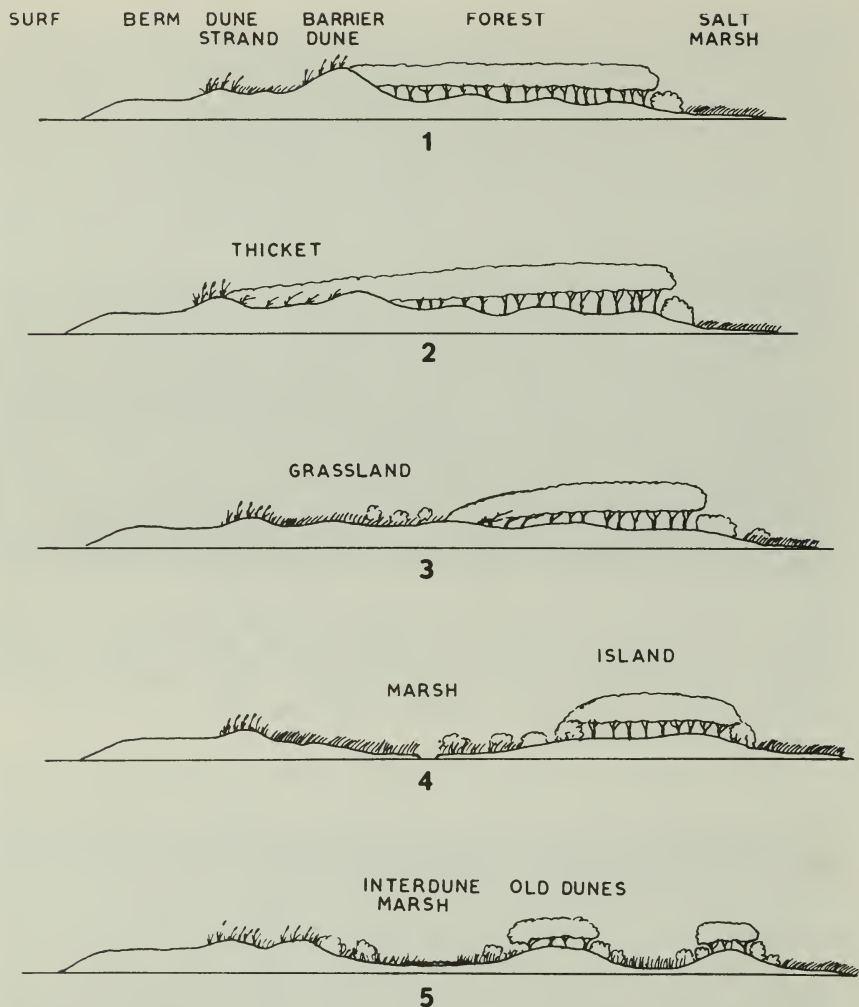 SURF BERM DUNE BARRIER FOREST SALT
STRAND DUNE MARSH
1
THICKET
2
GRASSLAND
3
ISLAND
MARSH
4
INTERDUNE OLD DUNES
MARSH
5